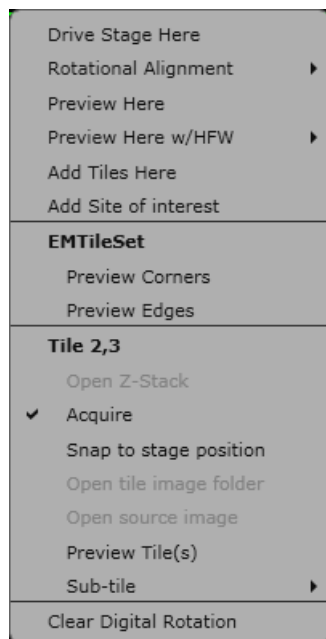 Drive Stage Here
Rotational Alignment
Preview Here
Preview Here w/HFW
Add Tiles Here
Add Site of interest
EMTileSet
Preview Corners
Preview Edges
Tile 2,3
Open Z-Stack
Acquire
Snap to stage position
Open tile image folder
Open source image
Preview Tile(s)
Sub-tile
Clear Digital Rotation